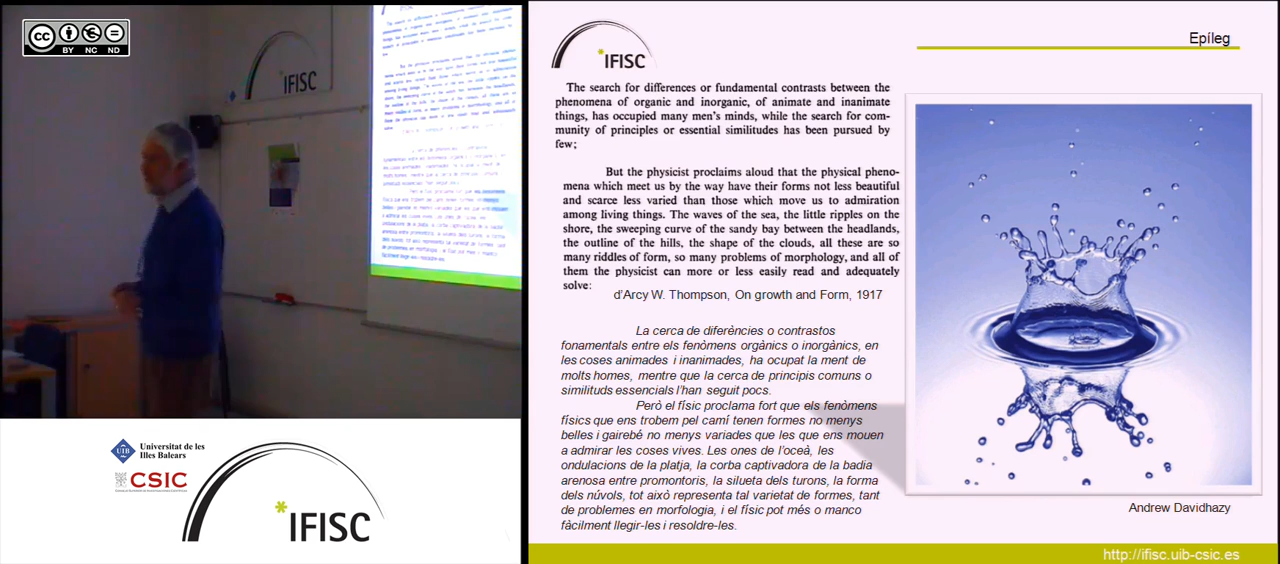 cc
BY NC ND
IFISC
Universitat de les
Illes Balears
UIB
CSIC
*IFISC
*IFISC
Epíleg
The search for differences or fundamental contrasts between the
phenomena of organic and inorganic, of animate and inanimate
things, has occupied many men's minds, while the search for com-
munity of principles or essential similitudes has been pursued by
few;
But the physicist proclaims aloud that the physical pheno-
mena which meet us by the way have their forms not less beautiful
and scarce less varied than those which move us to admiration
among living things. The waves of the sea, the little ripples on the
shore, the sweeping curve of the sandy bay between the headlands,
the outline of the hills, the shape of the clouds, all these are so
many riddles of form, so many problems of morphology, and all of
them the physicist can more or less easily read and adequately
solve:
d'Arcy W. Thompson, On growth and Form, 1917
La cerca de diferències o contrastos
fonamentals entre els fenòmens orgànics o inorgànics, en
les coses animades i inanimades, ha ocupat la ment de
molts homes, mentre que la cerca de principis comuns o
similituds essencials l'han seguit pocs.
Però el físic proclama fort que els fenòmens
físics que ens trobem pel camí tenen formes no menys
belles i gairebé no menys variades que les que ens mouen
a admirar les coses vives. Les ones de l'oceà, les
ondulacions de la platja, la corba captivadora de la badia
arenosa entre promontoris, la silueta dels turons, la forma
dels núvols, tot això representa tal varietat de formes, tant
de problemes en morfologia, i el físic pot més o manco
fàcilment llegir-les i resoldre-les.
Andrew Davidhazy
http://ifisc.uib-csic.es